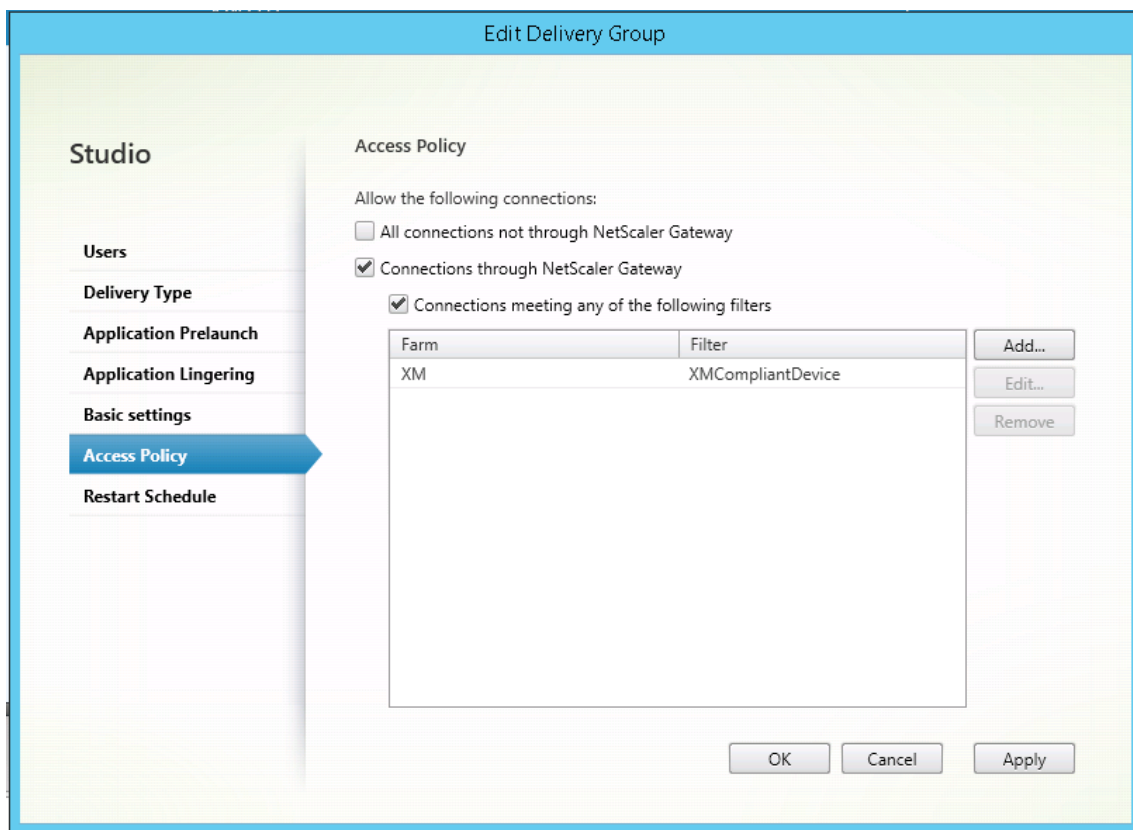 Edit Delivery Group
Studio
Users
Delivery Type
Application Prelaunch
Application Lingering
Basic settings
Access Policy
Restart Schedule
Access Policy
Allow the following connections:
All connections not through NetScaler Gateway
Connections through NetScaler Gateway
Connections meeting any of the following filters
Farm Filter
XM XMCompliantDevice
Add...
Edit...
Remove
OK Cancel Apply